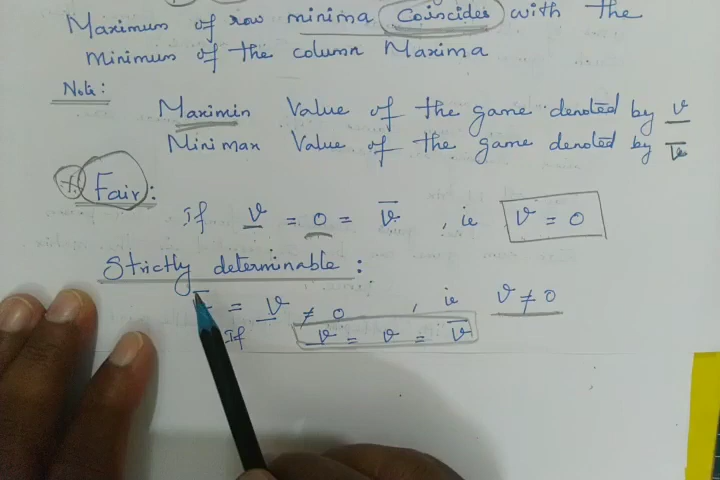 Maximum of row minima Coincides with the
Minimum of the column Maxima
Note:
Maximin Value of the game denoted by v̲
Minimax Value of the game denoted by v̅
Fair:
If v̲ = 0 = v̅, ie v = 0
Strictly determinable:
= v̲ ≠ 0, ie v ≠ 0
If v̲ = v = v̅